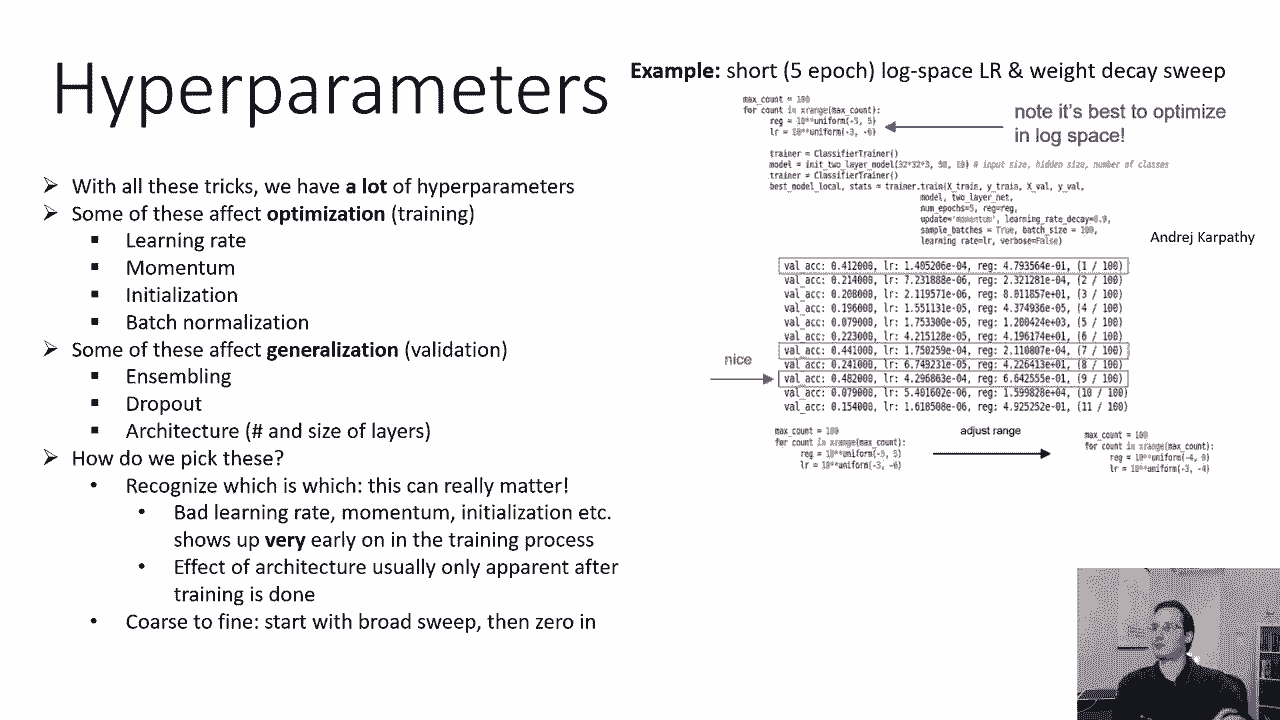 Hyperparameters
➢ With all these tricks, we have a lot of hyperparameters
➢ Some of these affect optimization (training)
▪ Learning rate
▪ Momentum
▪ Initialization
▪ Batch normalization
➢ Some of these affect generalization (validation)
▪ Ensembling
▪ Dropout
▪ Architecture (# and size of layers)
➢ How do we pick these?
• Recognize which is which: this can really matter!
• Bad learning rate, momentum, initialization etc.
shows up very early on in the training process
• Effect of architecture usually only apparent after
training is done
• Coarse to fine: start with broad sweep, then zero in
Example: short (5 epoch) log-space LR & weight decay sweep
max_count = 100
for count in xrange(max_count):
reg = 10**uniform(-5, 5)
lr = 10**uniform(-3, -6)
note it's best to optimize
in log space!
trainer = ClassifierTrainer()
model = init_two_layer_model(32*32*3, 50, 10) # input size, hidden size, number of classes
trainer = ClassifierTrainer()
best_model_local, stats = trainer.train(X_train, y_train, X_val, y_val,
model, two_layer_net,
num_epochs=5, reg=reg,
update='momentum', learning_rate_decay=0.9,
sample_batches = True, batch_size = 100,
learning_rate=lr, verbose=False)
Andrej Karpathy
val_acc: 0.412000, lr: 1.405206e-04, reg: 4.793564e-01, (1 / 100)
val_acc: 0.214000, lr: 7.231888e-06, reg: 2.321281e-04, (2 / 100)
val_acc: 0.208000, lr: 2.119571e-06, reg: 8.011857e+01, (3 / 100)
val_acc: 0.196000, lr: 1.551131e-05, reg: 4.374936e-05, (4 / 100)
val_acc: 0.079000, lr: 1.753300e-05, reg: 1.200424e+03, (5 / 100)
val_acc: 0.223000, lr: 4.215128e-05, reg: 4.196174e+01, (6 / 100)
val_acc: 0.441000, lr: 1.750259e-04, reg: 2.110807e-04, (7 / 100)
val_acc: 0.241000, lr: 6.749231e-05, reg: 4.226413e+01, (8 / 100)
nice
val_acc: 0.482000, lr: 4.296863e-04, reg: 6.642555e-01, (9 / 100)
val_acc: 0.079000, lr: 5.401602e-06, reg: 1.599828e+04, (10 / 100)
val_acc: 0.154000, lr: 1.618508e-06, reg: 4.925252e-01, (11 / 100)
max_count = 100
for count in xrange(max_count):
reg = 10**uniform(-5, 5)
lr = 10**uniform(-3, -6)
adjust range
max_count = 100
for count in xrange(max_count):
reg = 10**uniform(-4, 0)
lr = 10**uniform(-3, -4)